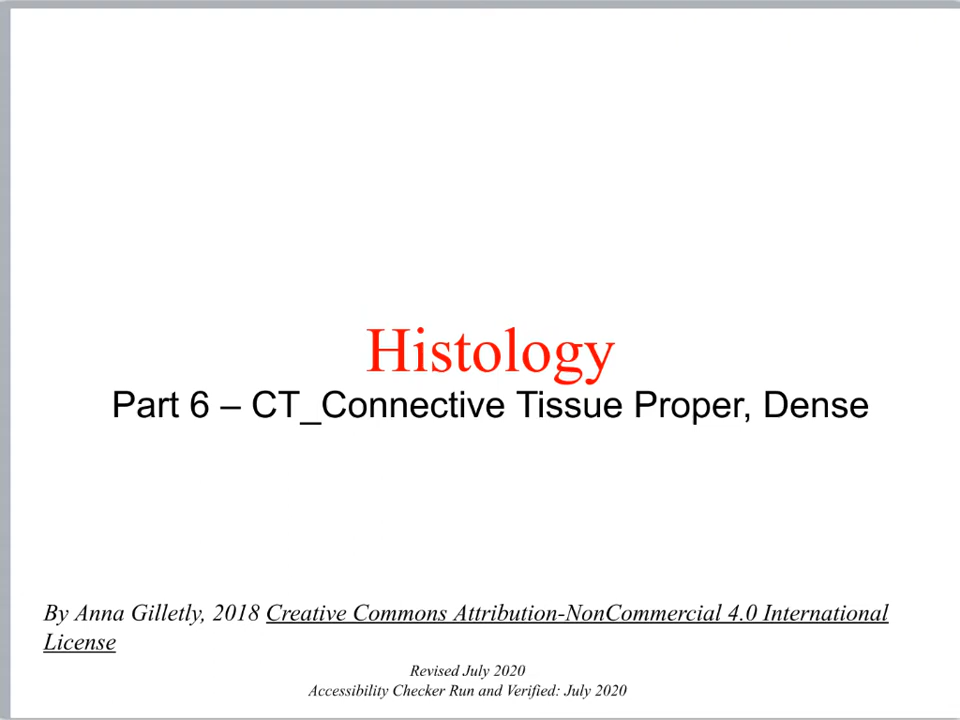 Histology
Part 6 – CT_Connective Tissue Proper, Dense
By Anna Gilletly, 2018 Creative Commons Attribution-NonCommercial 4.0 International
License
Revised July 2020
Accessibility Checker Run and Verified: July 2020